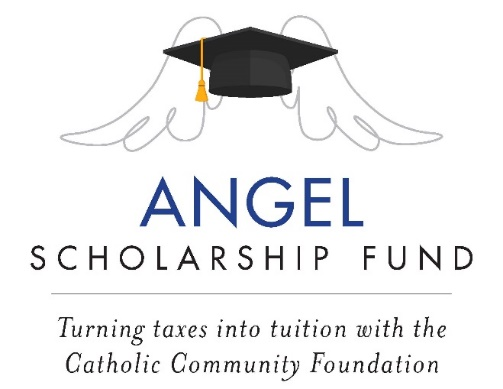 ANGEL
SCHOLARSHIP FUND
Turning taxes into tuition with the
Catholic Community Foundation